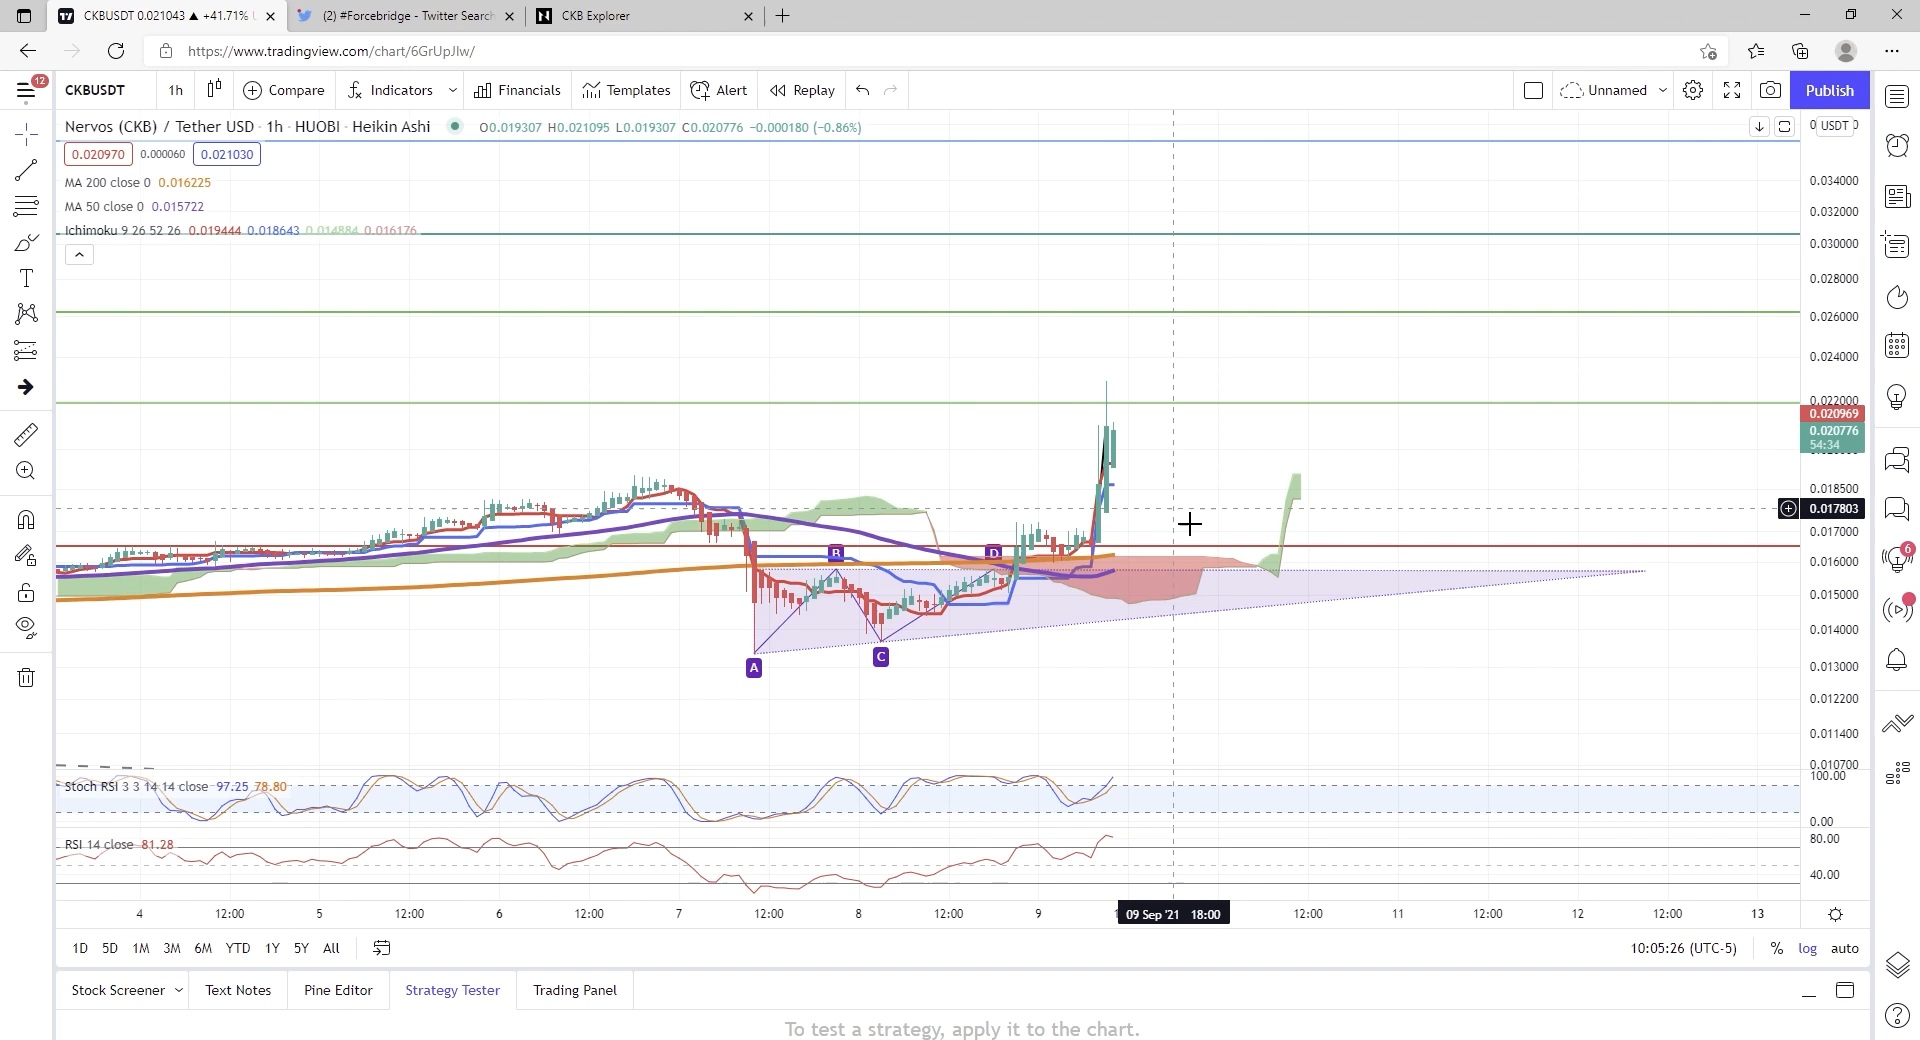 CKBUSDT 0.021043 ▲ +41.71%
(2) #Forcebridge - Twitter Search
CKB Explorer
https://www.tradingview.com/chart/6GrUpJIw/
12
CKBUSDT
1h
Compare
Indicators
Financials
Templates
Alert
Replay
Unnamed
Publish
Nervos (CKB) / Tether USD · 1h · HUOBI · Heikin Ashi
O0.019307 H0.021095 L0.019307 C0.020776 −0.000180 (−0.86%)
USDT
0.020970
0.000060
0.021030
MA 200 close 0 0.016225
MA 50 close 0 0.015722
Ichimoku 9 26 52 26 0.019444 0.018643 0.014884 0.016176
0.034000
0.032000
0.030000
0.028000
0.026000
0.024000
0.022000
0.020969
0.020776
54:34
0.018500
0.017803
0.017000
0.016000
0.015000
0.014000
0.013000
0.012200
0.011400
0.010700
A
B
C
D
6
Stoch RSI 3 3 14 14 close 97.25 78.80
100.00
0.00
RSI 14 close 81.28
80.00
40.00
4
12:00
5
12:00
6
12:00
7
12:00
8
12:00
9
09 Sep '21 18:00
12:00
11
12:00
12
12:00
13
1D
5D
1M
3M
6M
YTD
1Y
5Y
All
10:05:26 (UTC-5)
%
log
auto
Stock Screener
Text Notes
Pine Editor
Strategy Tester
Trading Panel
To test a strategy, apply it to the chart.